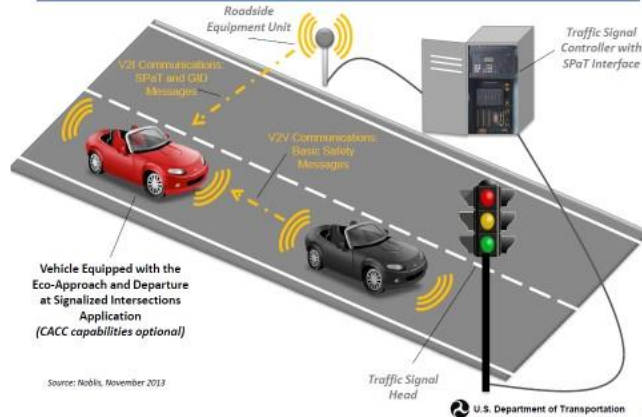 Roadside
Equipment Unit
Traffic Signal
Controller with
SPaT Interface
V2I Communications:
SPaT and GID
Messages
V2V Communications:
Basic Safety
Messages
Vehicle Equipped with the
Eco-Approach and Departure
at Signalized Intersections
Application
(CACC capabilities optional)
Traffic Signal
Head
Source: Noblis, November 2013
U.S. Department of Transportation